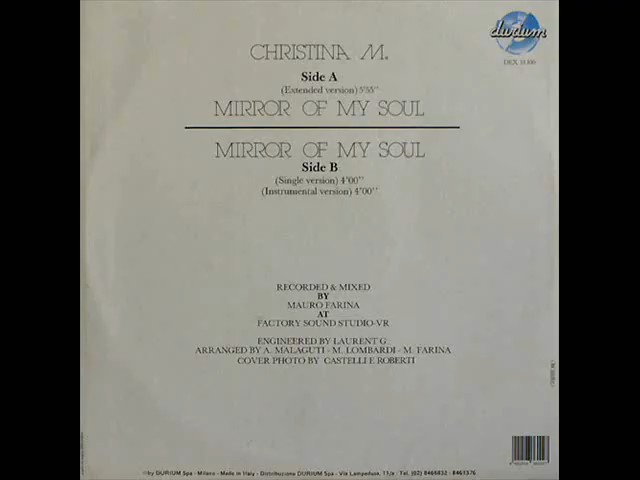 durium
CHRISTINA M.
Side A
(Extended version) 5'55"
MIRROR OF MY SOUL
MIRROR OF MY SOUL
Side B
(Single version) 4'00"
(Instrumental version) 4'00"
RECORDED & MIXED
BY
MAURO FARINA
AT
FACTORY SOUND STUDIO-VR
ENGINEERED BY LAURENT G
ARRANGED BY A. MALAGUTI - M. LOMBARDI - M. FARINA
COVER PHOTO BY CASTELLI E ROBERTI
by DURIUM Spa - Milano - Made in Italy - Distribuzione DURIUM Spa - Via Lampedusa, 11/a - Tel. (02) 8466832 - 8461376